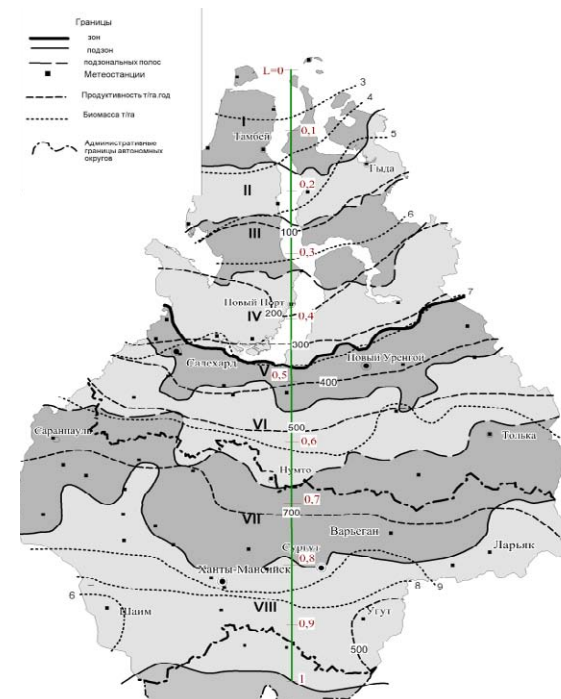 Границы
зон
подзон
подзональных полос
Метеостанции
Продуктивность т/га.год
Биомасса т/га
Административные
границы автономных
округов
L=0
3
4
I
0,1
Тамбей
5
Гыда
II
0,2
6
III
100
0,3
7
Новый Порт
200
IV
0,4
300
Салехард
V
0,5
Новый Уренгой
400
Саранпауль
VI
500
0,6
Толька
Нумто
0,7
VII
700
Варьеган
Сургут
0,8
Ларьяк
Ханты-Мансийск
6
8
9
Шаим
VIII
Угут
0,9
500
1